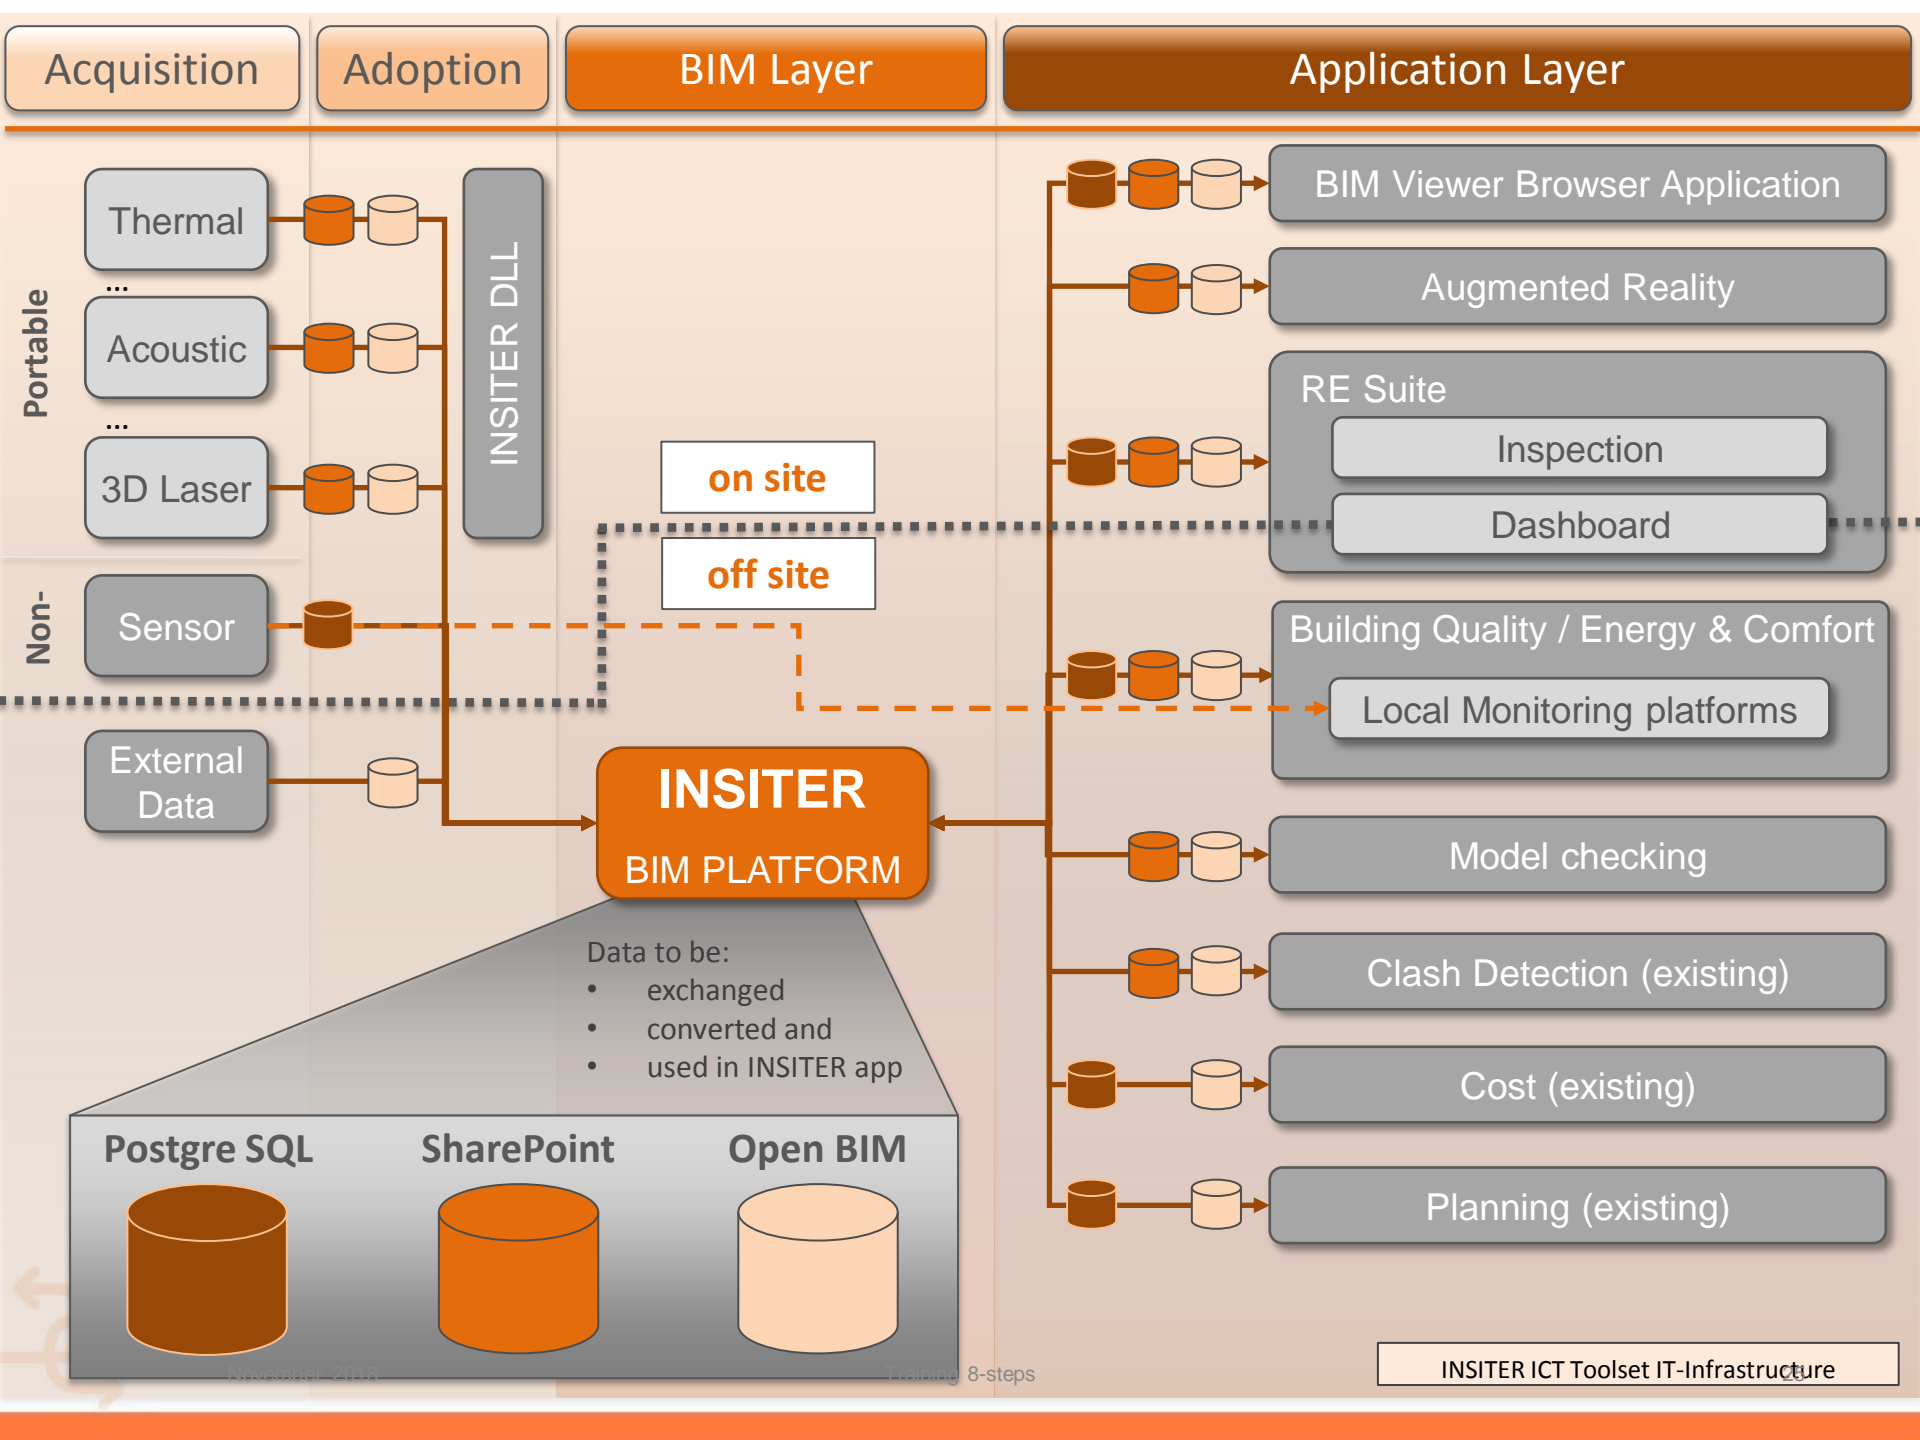 Acquisition
Adoption
BIM Layer
Application Layer
Portable
Thermal
...
Acoustic
...
3D Laser
INSITER DLL
Non-
Sensor
External
Data
on site
off site
INSITER
BIM PLATFORM
Data to be:
• exchanged
• converted and
• used in INSITER app
Postgre SQL
SharePoint
Open BIM
BIM Viewer Browser Application
Augmented Reality
RE Suite
Inspection
Dashboard
Building Quality / Energy & Comfort
Local Monitoring platforms
Model checking
Clash Detection (existing)
Cost (existing)
Planning (existing)
November 2018
Training 8-steps
INSITER ICT Toolset IT-Infrastructure